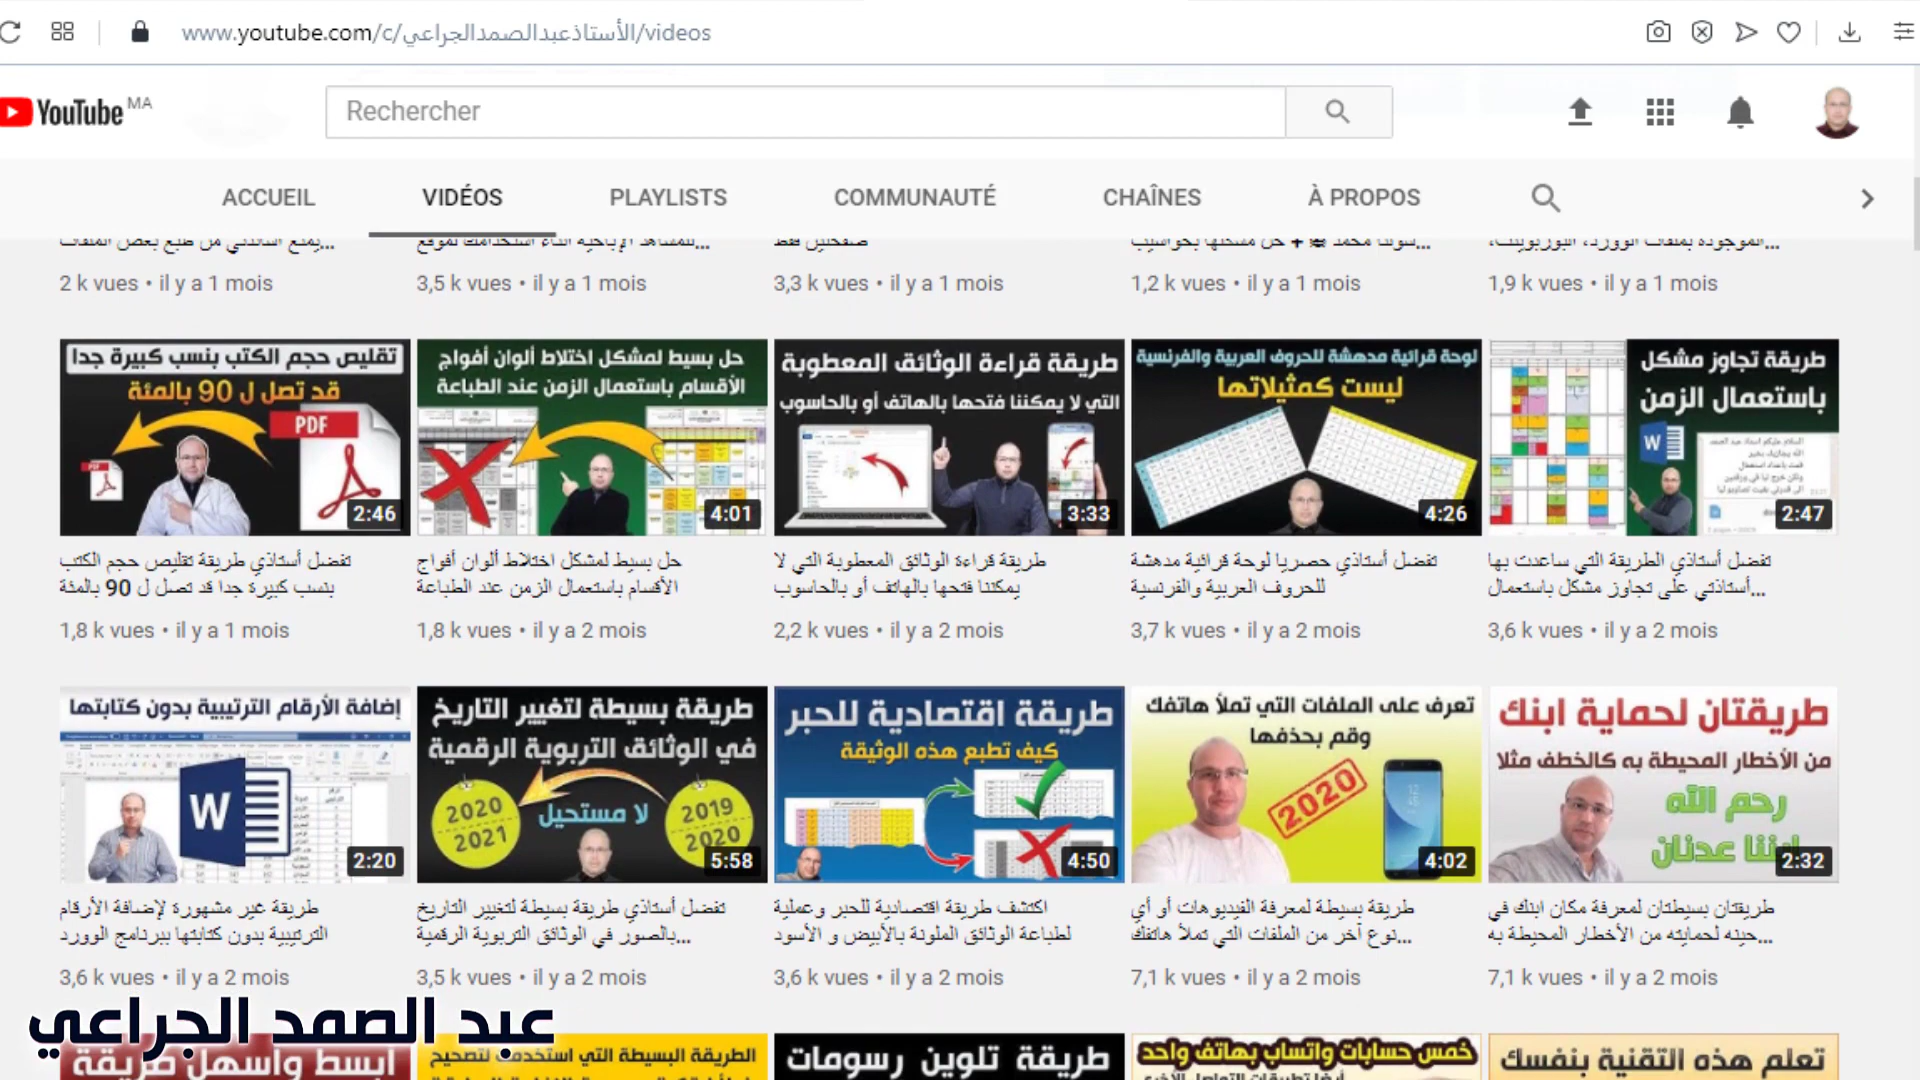 www.youtube.com/c/الأستاذعبدالصمدالجراعي/videos
YouTube MA
Rechercher
ACCUEIL
VIDÉOS
PLAYLISTS
COMMUNAUTÉ
CHAÎNES
À PROPOS
2 k vues • il y a 1 mois
3,5 k vues • il y a 1 mois
3,3 k vues • il y a 1 mois
1,2 k vues • il y a 1 mois
1,9 k vues • il y a 1 mois
تقليص حجم الكتب بنسب كبيرة جدا
قد تصل ل 90 بالمئة
PDF
PDF
2:46
تفضل أستاذي طريقة تقليص حجم الكتب
بنسب كبيرة جدا قد تصل ل 90 بالمئة
1,8 k vues • il y a 1 mois
حل بسيط لمشكل اختلاط ألوان أفواج
الأقسام باستعمال الزمن عند الطباعة
4:01
حل بسيط لمشكل اختلاط ألوان أفواج
الأقسام باستعمال الزمن عند الطباعة
1,8 k vues • il y a 2 mois
طريقة قراءة الوثائق المعطوبة
التي لا يمكننا فتحها بالهاتف أو بالحاسوب
3:33
طريقة قراءة الوثائق المعطوبة التي لا
يمكننا فتحها بالهاتف أو بالحاسوب
2,2 k vues • il y a 2 mois
لوحة قرائية مدهشة للحروف العربية والفرنسية
ليست كمثيلاتها
4:26
تفضل أستاذي حصريا لوحة قرائية مدهشة
للحروف العربية والفرنسية
3,7 k vues • il y a 2 mois
طريقة تجاوز مشكل
باستعمال الزمن
W
2:47
تفضل أستاذي الطريقة التي ساعدت بها
أستاذتي على تجاوز مشكل باستعمال...
3,6 k vues • il y a 2 mois
إضافة الأرقام الترتيبية بدون كتابتها
W
2:20
طريقة غير مشهورة لإضافة الأرقام
الترتيبية بدون كتابتها ببرنامج الوورد
3,6 k vues • il y a 2 mois
طريقة بسيطة لتغيير التاريخ
في الوثائق التربوية الرقمية
2020
2021
لا مستحيل
2019
2020
5:58
تفضل أستاذي طريقة بسيطة لتغيير التاريخ
بالصور في الوثائق التربوية الرقمية...
3,5 k vues • il y a 2 mois
طريقة اقتصادية للحبر
كيف تطبع هذه الوثيقة
4:50
اكتشف طريقة اقتصادية للحبر وعملية
لطباعة الوثائق الملونة بالأبيض و الأسود
3,6 k vues • il y a 2 mois
تعرف على الملفات التي تملأ هاتفك
وقم بحذفها
2020
4:02
طريقة بسيطة لمعرفة الفيديوهات أو أي
نوع آخر من الملفات التي تملأ هاتفك...
7,1 k vues • il y a 2 mois
طريقتان لحماية ابنك
من الأخطار المحيطة به كالخطف مثلا
رحم الله
ابننا عدنان
2:32
طريقتان بسيطتان لمعرفة مكان ابنك في
حينه لحمايته من الأخطار المحيطة به...
7,1 k vues • il y a 2 mois
عبد الصمد الجراعي
أبسط وأسهل طريقة
الطريقة البسيطة التي استخدمت لتصحيح
طريقة تلوين رسومات
خمس حسابات واتساب بهاتف واحد
تعلم هذه التقنية بنفسك